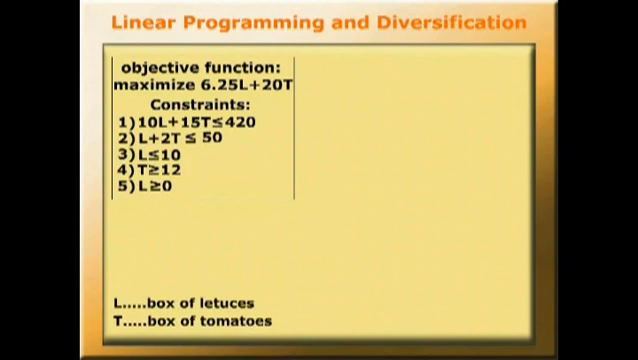 Linear Programming and Diversification
objective function:
maximize 6.25L+20T
Constraints:
1)10L+15T≤420
2)L+2T ≤ 50
3)L≤10
4)T≥12
5)L≥0
L.....box of letuces
T.....box of tomatoes